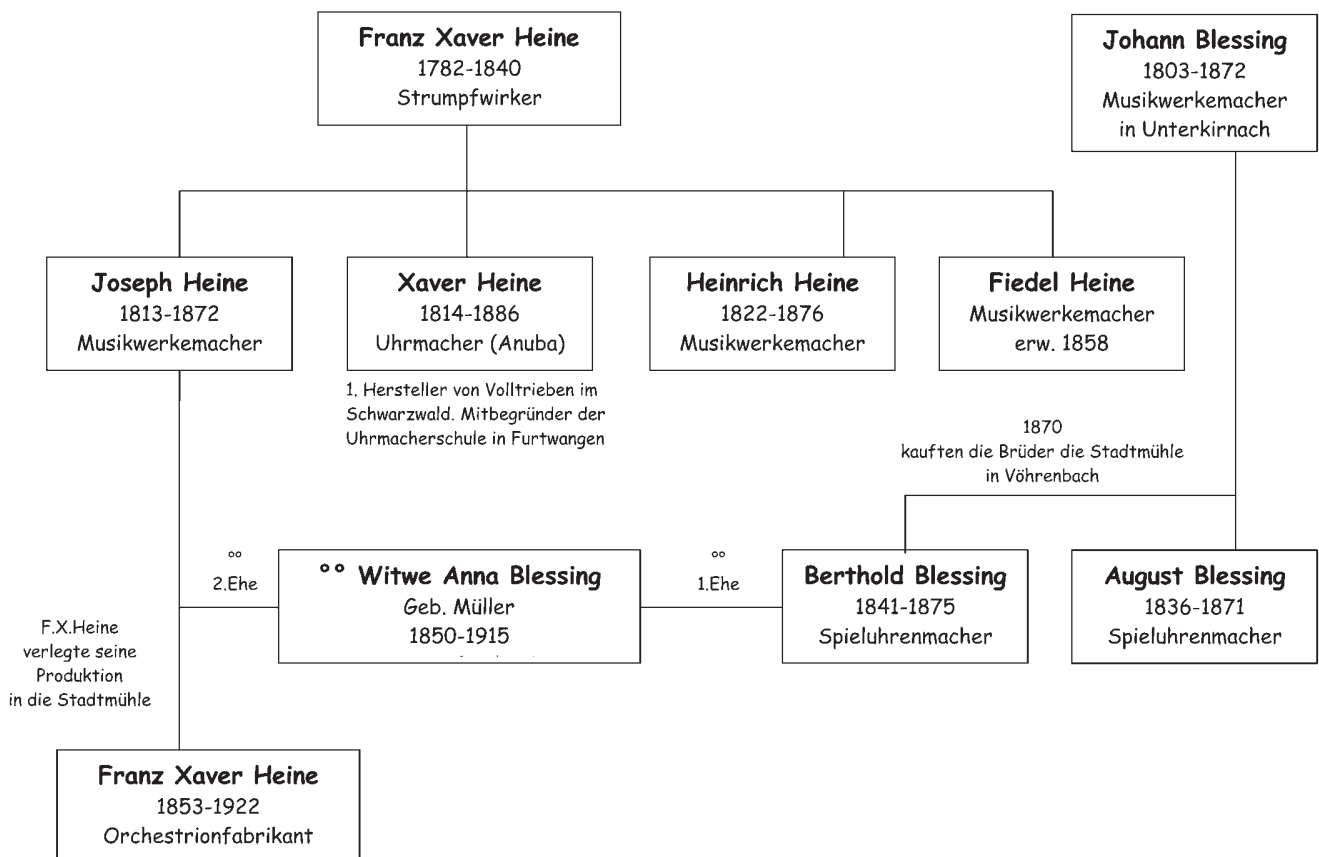 Franz Xaver Heine
1782-1840
Strumpfwirker
Johann Blessing
1803-1872
Musikwerkemacher
in Unterkirnach
Joseph Heine
1813-1872
Musikwerkemacher
Xaver Heine
1814-1886
Uhrmacher (Anuba)
1. Hersteller von Volltrieben im
Schwarzwald. Mitbegründer der
Uhrmacherschule in Furtwangen
Heinrich Heine
1822-1876
Musikwerkemacher
Fiedel Heine
Musikwerkemacher
erw. 1858
1870
kauften die Brüder die Stadtmühle
in Vöhrenbach
°°
2.Ehe
°° Witwe Anna Blessing
Geb. Müller
1850-1915
°°
1.Ehe
Berthold Blessing
1841-1875
Spieluhrenmacher
August Blessing
1836-1871
Spieluhrenmacher
F.X.Heine
verlegte seine
Produktion
in die Stadtmühle
Franz Xaver Heine
1853-1922
Orchestrionfabrikant